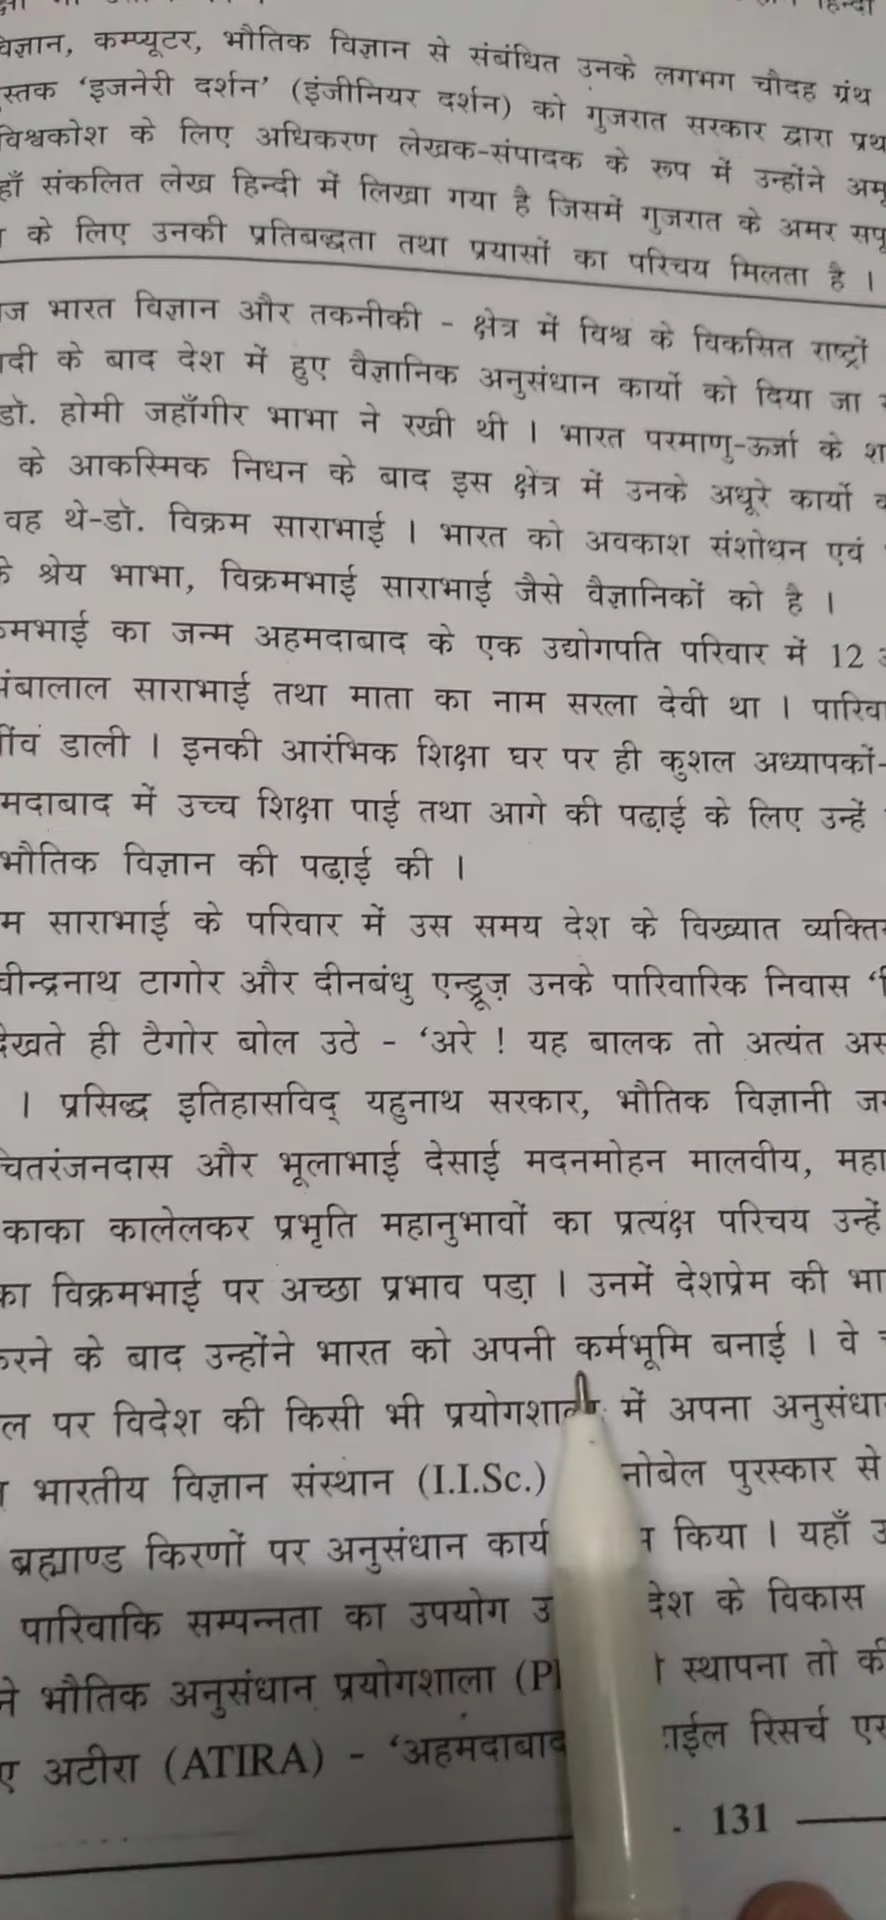 विज्ञान, कम्प्यूटर, भौतिक विज्ञान से संबंधित उनके लगभग चौदह ग्रंथ
स्तक 'इजनेरी दर्शन' (इंजीनियर दर्शन) को गुजरात सरकार द्वारा प्रथ
विश्वकोश के लिए अधिकरण लेखक-संपादक के रूप में उन्होंने अमू
हाँ संकलित लेख हिन्दी में लिखा गया है जिसमें गुजरात के अमर सपू
के लिए उनकी प्रतिबद्धता तथा प्रयासों का परिचय मिलता है ।
ज भारत विज्ञान और तकनीकी - क्षेत्र में विश्व के विकसित राष्ट्रों
दी के बाद देश में हुए वैज्ञानिक अनुसंधान कार्यो को दिया जा
डॉ. होमी जहाँगीर भाभा ने रखी थी । भारत परमाणु-ऊर्जा के श
के आकस्मिक निधन के बाद इस क्षेत्र में उनके अधूरे कार्यो
वह थे-डॉ. विक्रम साराभाई । भारत को अवकाश संशोधन एवं
श्रेय भाभा, विक्रमभाई साराभाई जैसे वैज्ञानिकों को है ।
मभाई का जन्म अहमदाबाद के एक उद्योगपति परिवार में 12
अंबालाल साराभाई तथा माता का नाम सरला देवी था । पारिवा
नींव डाली । इनकी आरंभिक शिक्षा घर पर ही कुशल अध्यापकों-
मदाबाद में उच्च शिक्षा पाई तथा आगे की पढा़ई के लिए उन्हें
भौतिक विज्ञान की पढा़ई की ।
म साराभाई के परिवार में उस समय देश के विख्यात व्यक्ति
वीन्द्रनाथ टागोर और दीनबंधु एन्ड्रूज़ उनके पारिवारिक निवास '
देखते ही टैगोर बोल उठे - 'अरे ! यह बालक तो अत्यंत अस
। प्रसिद्ध इतिहासविद् यहुनाथ सरकार, भौतिक विज्ञानी ज
चितरंजनदास और भूलाभाई देसाई मदनमोहन मालवीय, महा
काका कालेलकर प्रभृति महानुभावों का प्रत्यक्ष परिचय उन्हें
का विक्रमभाई पर अच्छा प्रभाव पडा़ । उनमें देशप्रेम की भा
करने के बाद उन्होंने भारत को अपनी कर्मभूमि बनाई । वे
ल पर विदेश की किसी भी प्रयोगशाला में अपना अनुसंधा
भारतीय विज्ञान संस्थान (I.I.Sc.) नोबेल पुरस्कार से
ब्रह्माण्ड किरणों पर अनुसंधान कार्य किया । यहाँ
पारिवाकि सम्पन्नता का उपयोग देश के विकास
ने भौतिक अनुसंधान प्रयोगशाला (P स्थापना तो की
ए अटीरा (ATIRA) - 'अहमदाबाद टाईल रिसर्च एस
131